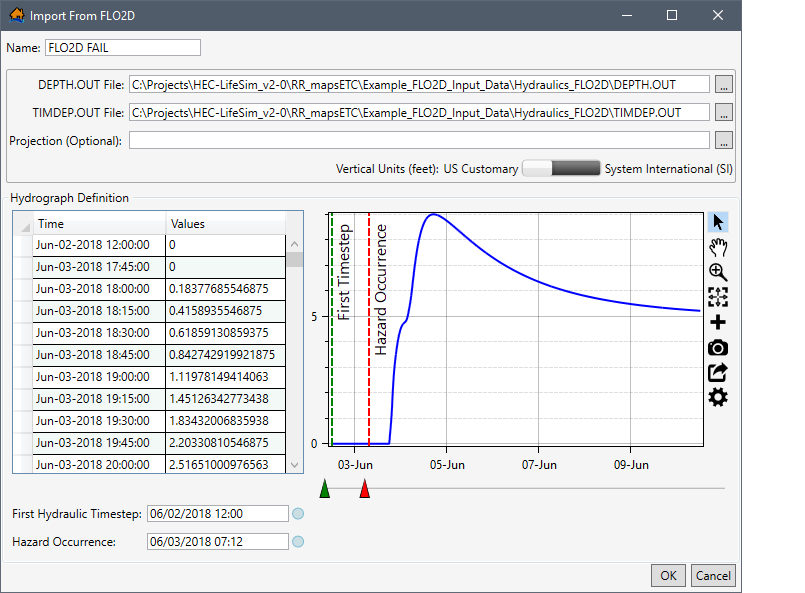 Import From FLO2D
Name: FLO2D FAIL
DEPTH.OUT File: C:\Projects\HEC-LifeSim_v2-0\RR_mapsETC\Example_FLO2D_Input_Data\Hydraulics_FLO2D\DEPTH.OUT ...
TIMDEP.OUT File: C:\Projects\HEC-LifeSim_v2-0\RR_mapsETC\Example_FLO2D_Input_Data\Hydraulics_FLO2D\TIMDEP.OUT ...
Projection (Optional): ...
Vertical Units (feet): US Customary System International (SI)
Hydrograph Definition
Time Values
Jun-02-2018 12:00:00 0
Jun-03-2018 17:45:00 0
Jun-03-2018 18:00:00 0.18377685546875
Jun-03-2018 18:15:00 0.4158935546875
Jun-03-2018 18:30:00 0.61859130859375
Jun-03-2018 18:45:00 0.842742919921875
Jun-03-2018 19:00:00 1.11978149414063
Jun-03-2018 19:15:00 1.45126342773438
Jun-03-2018 19:30:00 1.83432006835938
Jun-03-2018 19:45:00 2.20330810546875
Jun-03-2018 20:00:00 2.51651000976563
First Timestep
Hazard Occurrence
5
0
03-Jun 05-Jun 07-Jun 09-Jun
First Hydraulic Timestep: 06/02/2018 12:00
Hazard Occurrence: 06/03/2018 07:12
OK Cancel